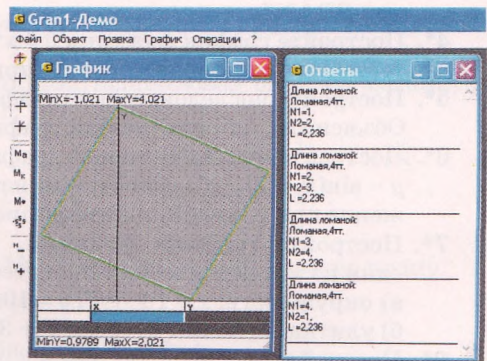 Gran1-Демо
Файл Объект Правка График Операции ?
График
MinX=-1,021 MaxY=4,021
Y
X
Y
MinY=0,9789 MaxX=2,021
Ответы
Длина ломаной:
Ломаная,4тт.
N1=1,
N2=2,
L =2,236
Длина ломаной:
Ломаная,4тт.
N1=2,
N2=3,
L =2,236
Длина ломаной:
Ломаная,4тт.
N1=3,
N2=4,
L =2,236
Длина ломаной:
Ломаная,4тт.
N1=4,
N2=1,
L =2,236